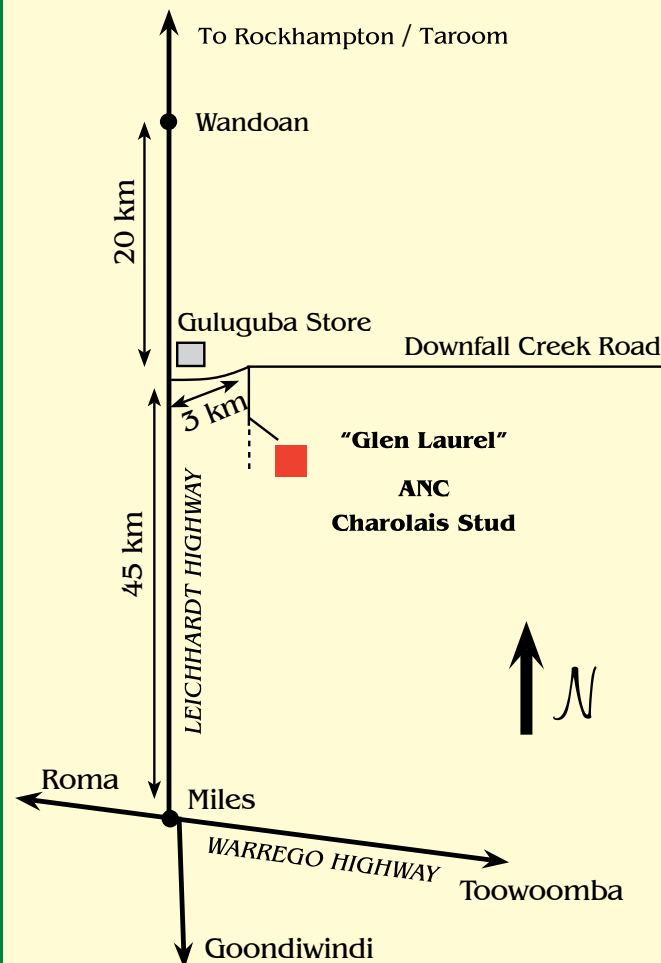 To Rockhampton / Taroom
Wandoan
20 km
Guluguba Store
Downfall Creek Road
3 km
"Glen Laurel"
ANC
Charolais Stud
45 km
LEICHHARDT HIGHWAY
N
Roma
Miles
WARREGO HIGHWAY
Toowoomba
Goondiwindi